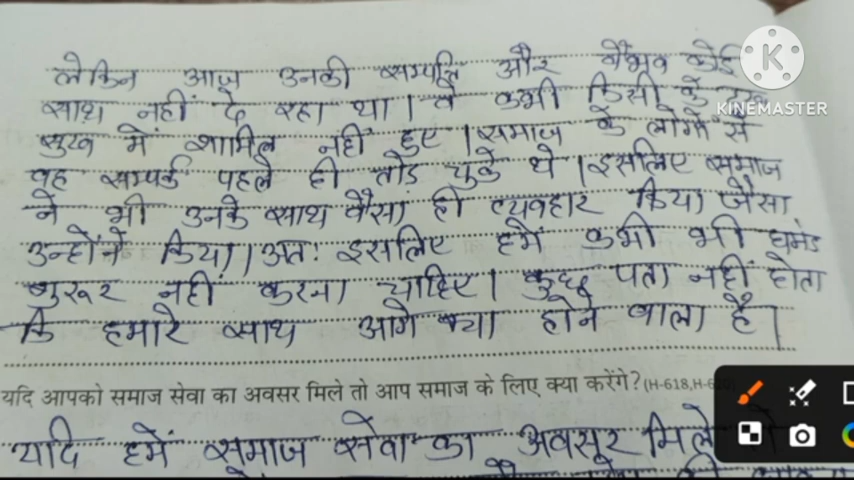 लेकिन आज उनकी सम्पत्ति और वैभव कोई
साथ नहीं दे रहा था। वे कभी किसी के
KINEMASTER
सुख में शामिल नहीं हुए। समाज के लोगों से
वह सम्पर्क पहले ही तोड़ चुके थे। इसलिए समाज
ने भी उनके साथ वैसा ही व्यवहार किया जैसा
उन्होंने किया। अतः इसलिए हमें कभी भी घमंड
गुरूर नहीं करना चाहिए। कुछ पता नहीं होता
कि हमारे साथ आगे क्या होने वाला है।
यदि आपको समाज सेवा का अवसर मिले तो आप समाज के लिए क्या करेंगे? (H-618,H-6
यदि हमें समाज सेवा का अवसर मिले तो